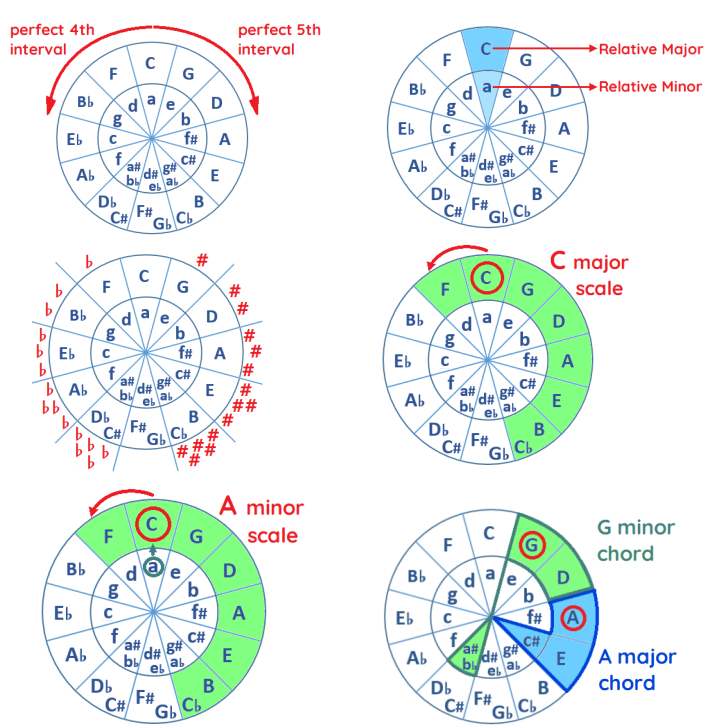 perfect 4th
interval
perfect 5th
interval
C
F G
B♭ D
E♭ A
A♭ E
D♭ B
C# F# G♭ C♭
d a e
g b
c f#
f c#
a# d# g#
b♭ e♭ a♭
Relative Major
Relative Minor
C
F G
B♭ D
E♭ A
A♭ E
D♭ B
C# F# G♭ C♭
d a e
g b
c f#
f c#
a# d# g#
b♭ e♭ a♭
♭ #
♭ ♭ # #
♭ ♭ ♭ # # #
♭ ♭ ♭ ♭ # # # #
♭ ♭ ♭ ♭ ♭ # # # # #
C
F G
B♭ D
E♭ A
A♭ E
D♭ B
C# F# G♭ C♭
d a e
g b
c f#
f c#
a# d# g#
b♭ e♭ a♭
C major
scale
C
F G
B♭ D
E♭ A
A♭ E
D♭ B
C# F# G♭ C♭
d a e
g b
c f#
f c#
a# d# g#
b♭ e♭ a♭
A minor
scale
C
F G
B♭ D
E♭ A
A♭ E
D♭ B
C# F# G♭ C♭
d a e
g b
c f#
f c#
a# d# g#
b♭ e♭ a♭
G minor
chord
A major
chord
C
F G
B♭ D
E♭ A
A♭ E
D♭ B
C# F# G♭ C♭
d a e
g b
c f#
f c#
a# d# g#
b♭ e♭ a♭